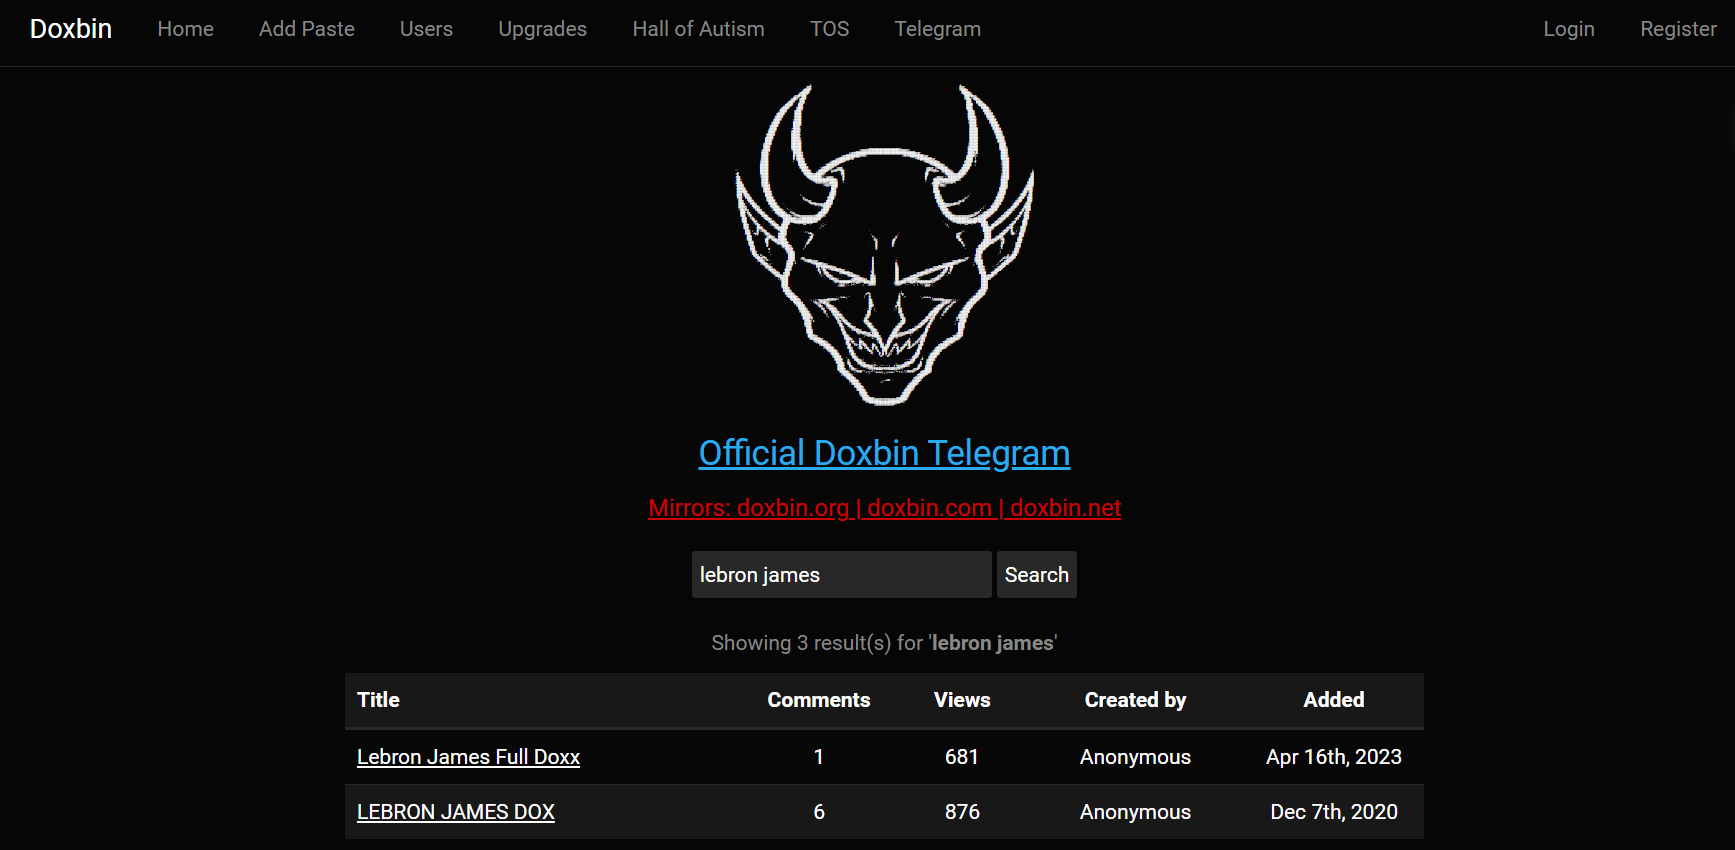 Doxbin Home Add Paste Users Upgrades Hall of Autism TOS Telegram Login Register
Official Doxbin Telegram
Mirrors: doxbin.org | doxbin.com | doxbin.net
lebron james Search
Showing 3 result(s) for 'lebron james'
Title Comments Views Created by Added
Lebron James Full Doxx 1 681 Anonymous Apr 16th, 2023
LEBRON JAMES DOX 6 876 Anonymous Dec 7th, 2020